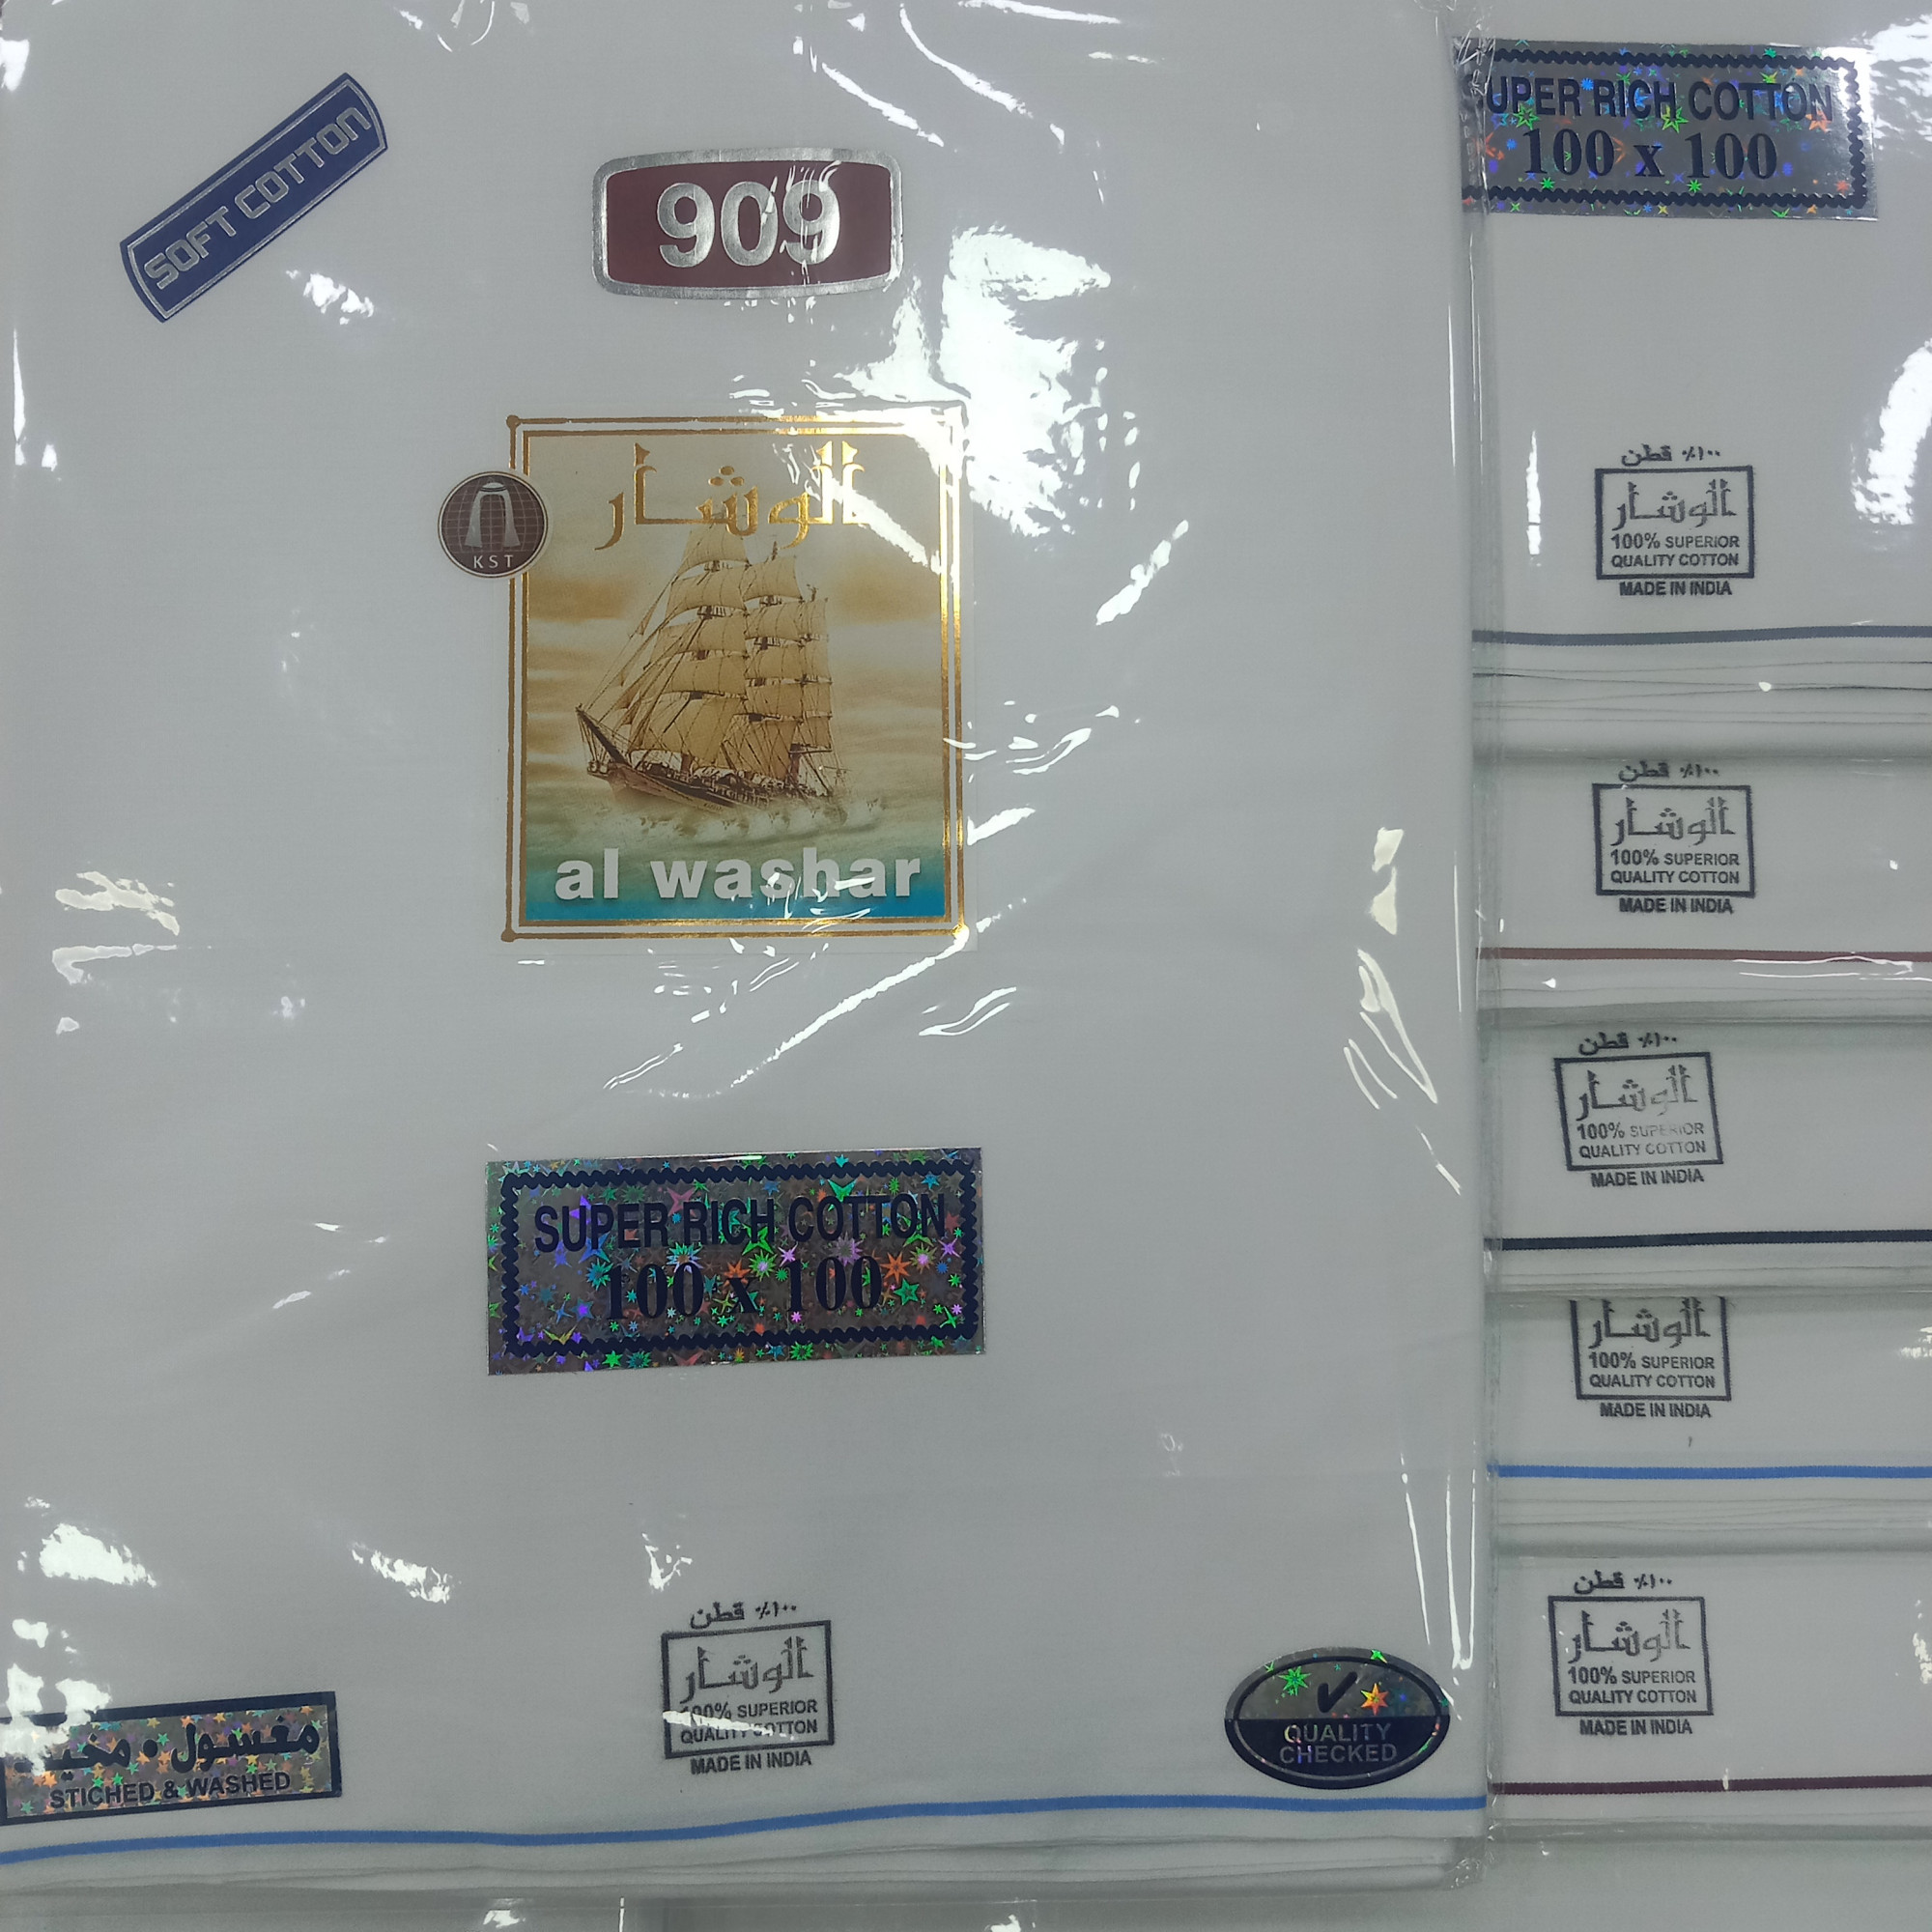 SOFT COTTON
909
الوشار
KST
al washar
SUPER RICH COTTON
100 x 100
١٠٠٪ قطن
الوشار
100% SUPERIOR
QUALITY COTTON
MADE IN INDIA
مغسول •
STICHED & WASHED
✓
QUALITY
CHECKED
RICH COTTON
100 x 100
١٠٠٪ قطن
الوشار
100% SUPERIOR
QUALITY COTTON
MADE IN INDIA
١٠٠٪ قطن
الوشار
100% SUPERIOR
QUALITY COTTON
MADE IN INDIA
١٠٠٪ قطن
الوشار
100% SUPERIOR
QUALITY COTTON
MADE IN INDIA
الوشار
100% SUPERIOR
QUALITY COTTON
MADE IN INDIA
١٠٠٪ قطن
الوشار
100% SUPERIOR
QUALITY COTTON
MADE IN INDIA